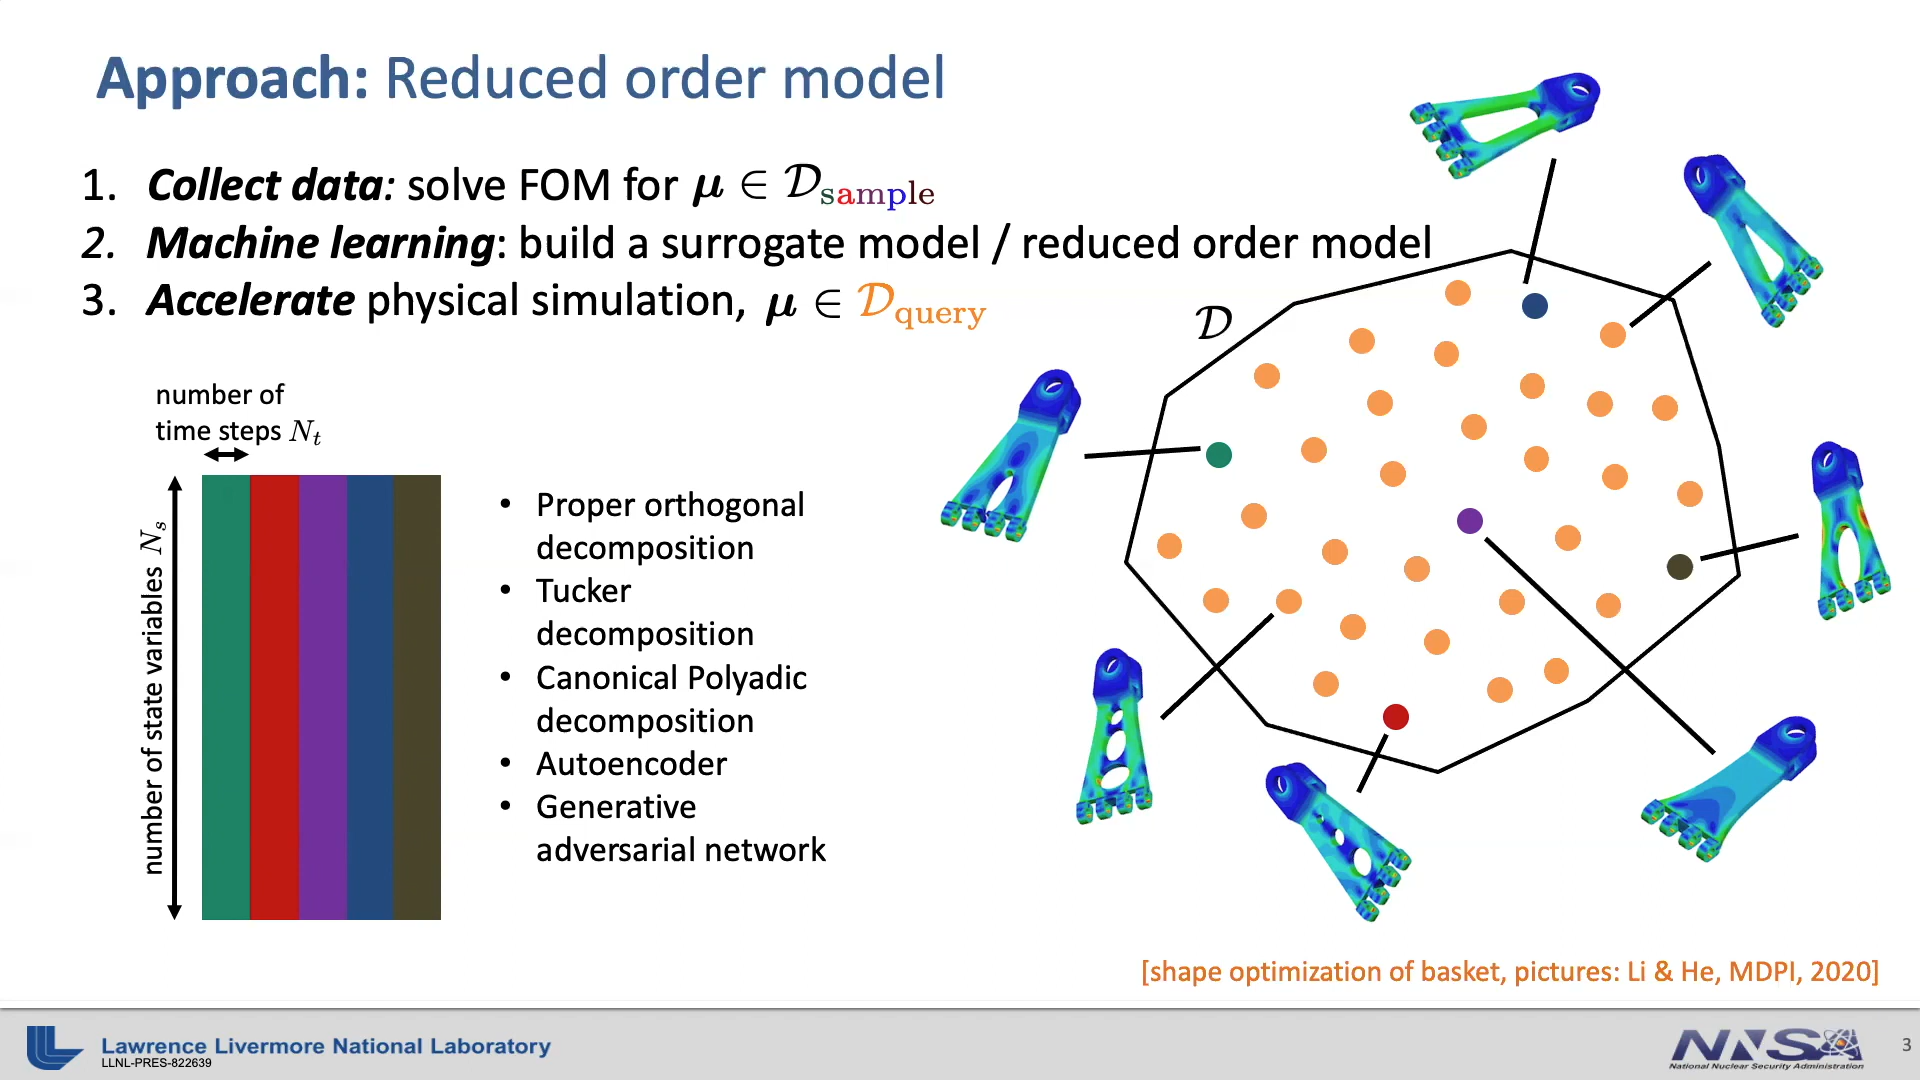 Approach: Reduced order model
1. Collect data: solve FOM for μ ∈ 𝒟sample
2. Machine learning: build a surrogate model / reduced order model
3. Accelerate physical simulation, μ ∈ 𝒟query
𝒟
number of
time steps Nt
number of state variables Ns
• Proper orthogonal
decomposition
• Tucker
decomposition
• Canonical Polyadic
decomposition
• Autoencoder
• Generative
adversarial network
[shape optimization of basket, pictures: Li & He, MDPI, 2020]
Lawrence Livermore National Laboratory
LLNL-PRES-822639
NNSA
National Nuclear Security Administration
3